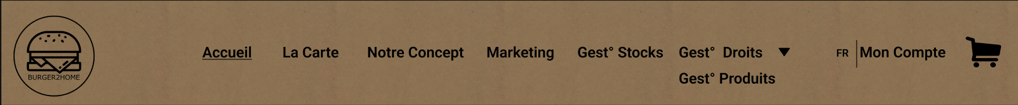 BURGER2HOME
Accueil La Carte Notre Concept Marketing Gest° Stocks Gest° Droits FR Mon Compte
Gest° Produits